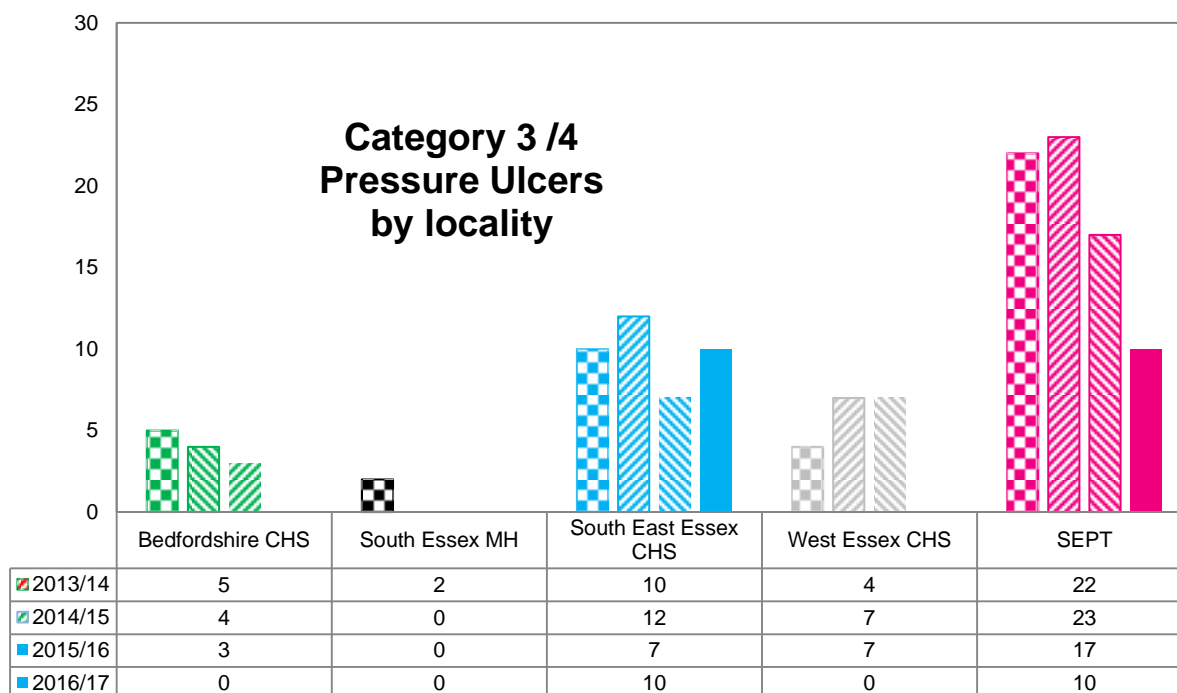 30
25
20
15
10
5
0
Category 3 /4
Pressure Ulcers
by locality
Bedfordshire CHS South Essex MH South East Essex CHS West Essex CHS SEPT
2013/14 5 2 10 4 22
2014/15 4 0 12 7 23
2015/16 3 0 7 7 17
2016/17 0 0 10 0 10